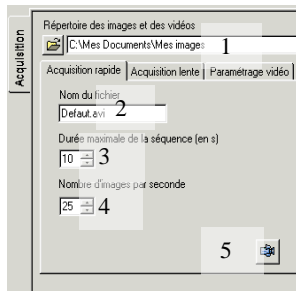 Acquisition
Répertoire des images et des vidéos
C:\Mes Documents\Mes images 1
Acquisition rapide Acquisition lente Paramétrage vidéo
Nom du fichier
Defaut.avi 2
Durée maximale de la séquence (en s)
10 3
Nombre d'images par seconde
25 4
5